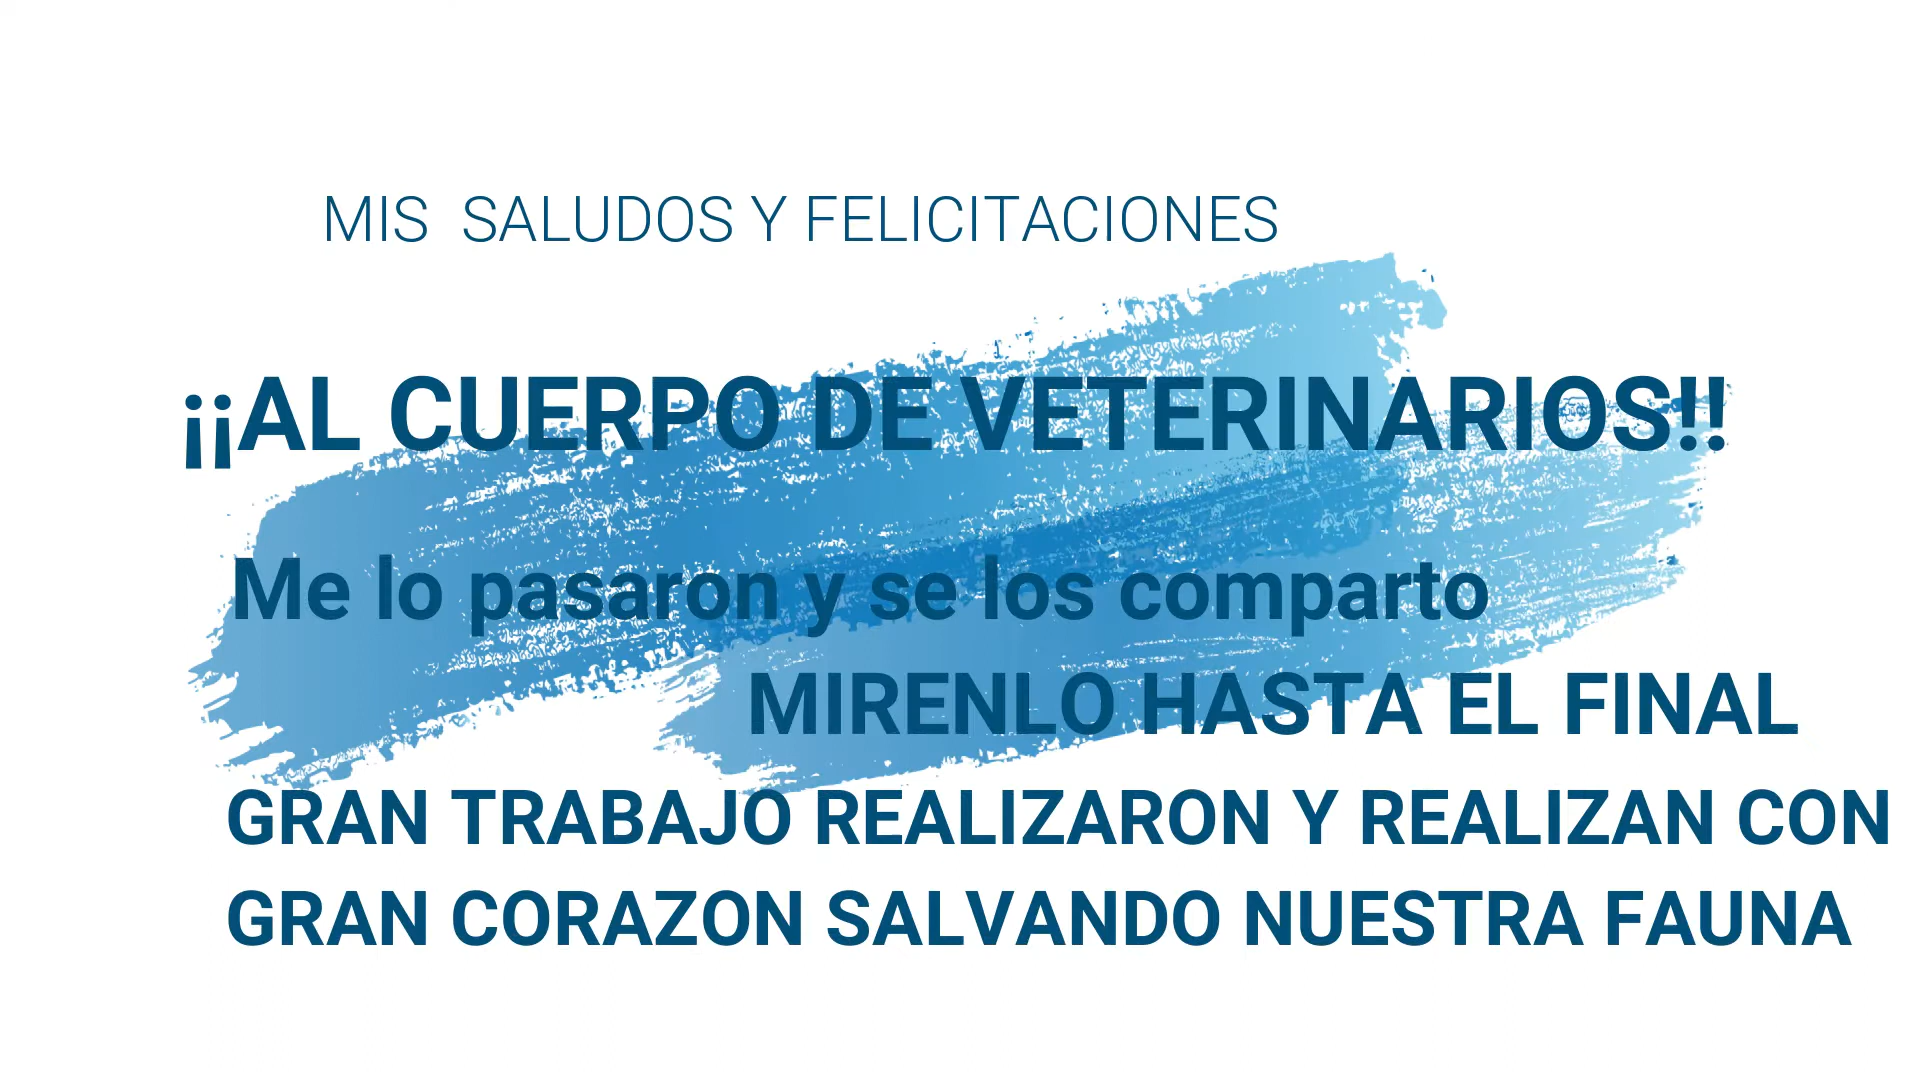 MIS  SALUDOS Y FELICITACIONES
¡¡AL CUERPO DE VETERINARIOS!!
Me lo pasaron y se los comparto
MIRENLO HASTA EL FINAL
GRAN TRABAJO REALIZARON Y REALIZAN CON
GRAN CORAZON SALVANDO NUESTRA FAUNA